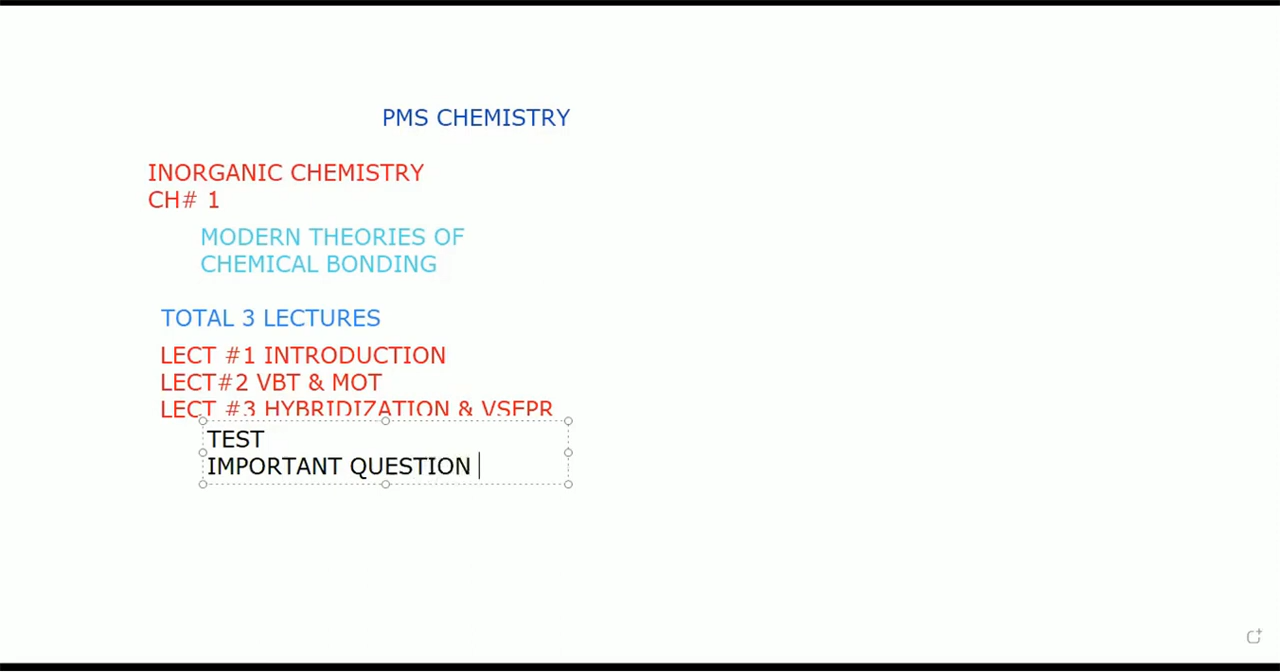 PMS CHEMISTRY
INORGANIC CHEMISTRY
CH# 1
MODERN THEORIES OF
CHEMICAL BONDING
TOTAL 3 LECTURES
LECT #1 INTRODUCTION
LECT#2 VBT & MOT
LECT #3 HYBRIDIZATION & VSEPR
TEST
IMPORTANT QUESTION